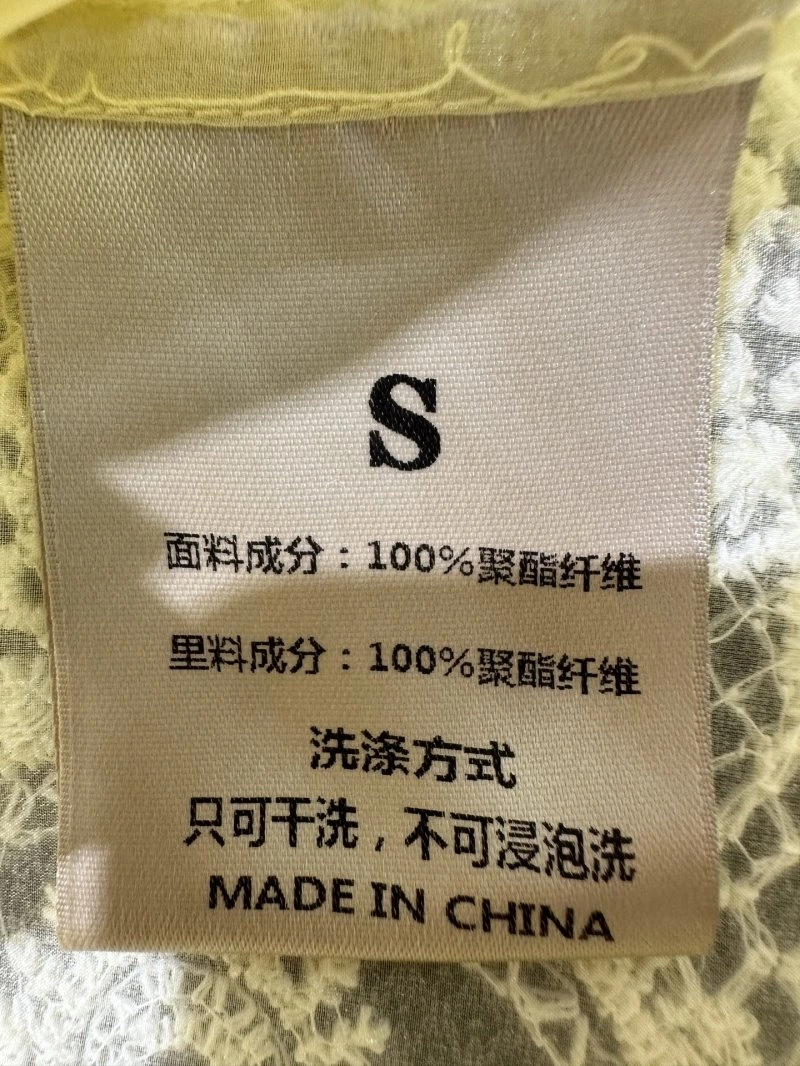 S
面料成分：100%聚酯纤维
里料成分：100%聚酯纤维
洗涤方式
只可干洗，不可浸泡洗
MADE IN CHINA